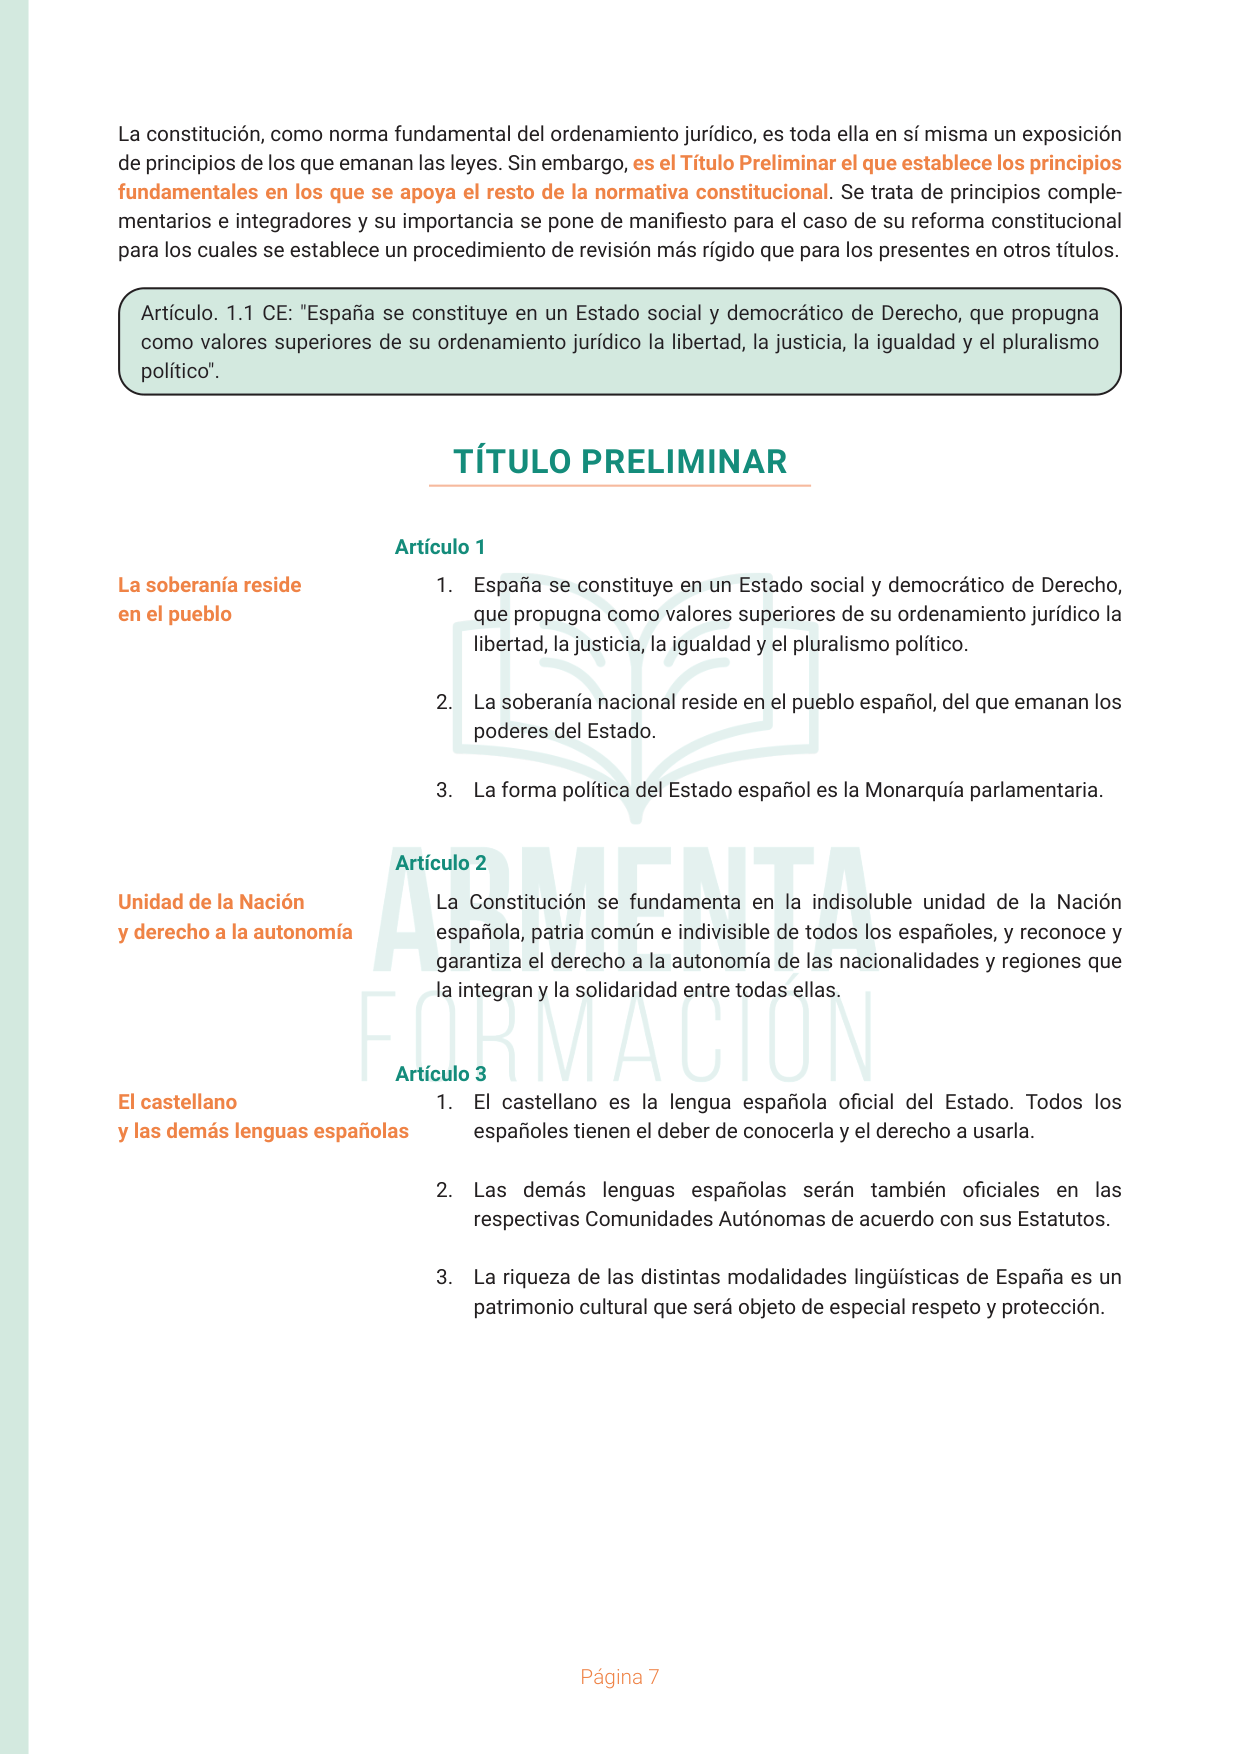 La constitución, como norma fundamental del ordenamiento jurídico, es toda ella en sí misma un exposición
de principios de los que emanan las leyes. Sin embargo, es el Título Preliminar el que establece los principios
fundamentales en los que se apoya el resto de la normativa constitucional. Se trata de principios comple-
mentarios e integradores y su importancia se pone de manifiesto para el caso de su reforma constitucional
para los cuales se establece un procedimiento de revisión más rígido que para los presentes en otros títulos.
Artículo. 1.1 CE: "España se constituye en un Estado social y democrático de Derecho, que propugna
como valores superiores de su ordenamiento jurídico la libertad, la justicia, la igualdad y el pluralismo
político".
TÍTULO PRELIMINAR
Artículo 1
La soberanía reside
en el pueblo
1. España se constituye en un Estado social y democrático de Derecho,
que propugna como valores superiores de su ordenamiento jurídico la
libertad, la justicia, la igualdad y el pluralismo político.
2. La soberanía nacional reside en el pueblo español, del que emanan los
poderes del Estado.
3. La forma política del Estado español es la Monarquía parlamentaria.
ARMENTA
FORMACIÓN
Artículo 2
Unidad de la Nación
y derecho a la autonomía
La Constitución se fundamenta en la indisoluble unidad de la Nación
española, patria común e indivisible de todos los españoles, y reconoce y
garantiza el derecho a la autonomía de las nacionalidades y regiones que
la integran y la solidaridad entre todas ellas.
Artículo 3
El castellano
y las demás lenguas españolas
1. El castellano es la lengua española oficial del Estado. Todos los
españoles tienen el deber de conocerla y el derecho a usarla.
2. Las demás lenguas españolas serán también oficiales en las
respectivas Comunidades Autónomas de acuerdo con sus Estatutos.
3. La riqueza de las distintas modalidades lingüísticas de España es un
patrimonio cultural que será objeto de especial respeto y protección.
Página 7